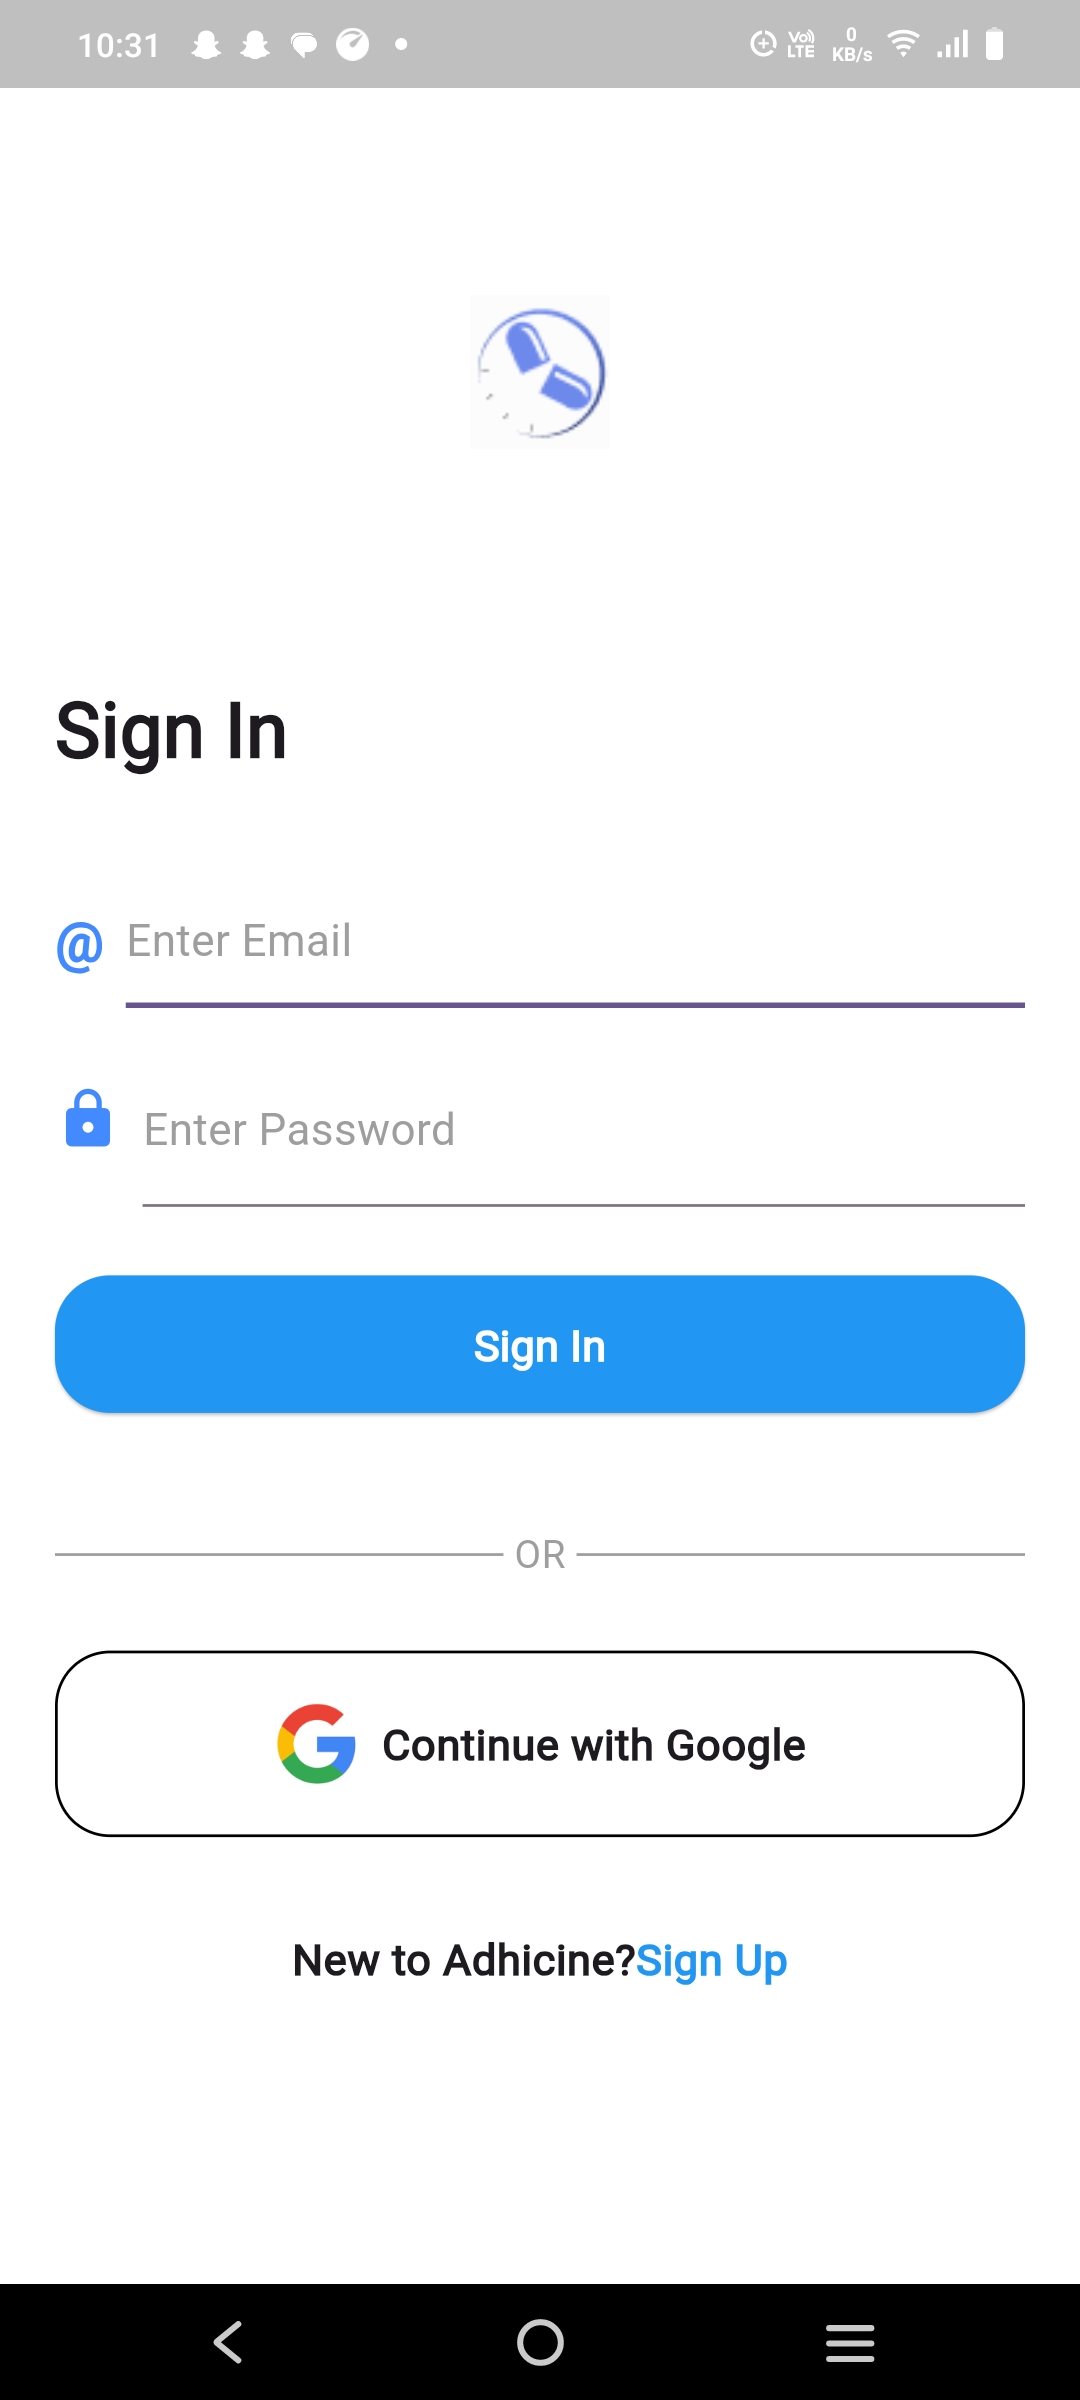 10:31 Vo LTE 0 KB/s
Sign In
@ Enter Email
Enter Password
Sign In
OR
Continue with Google
New to Adhicine?Sign Up